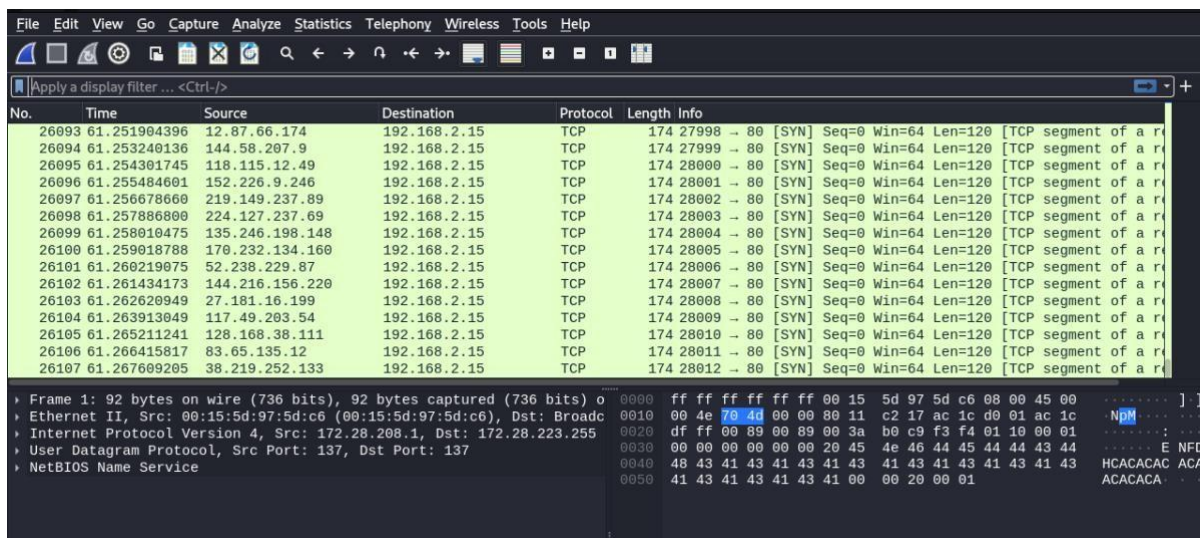 File Edit View Go Capture Analyze Statistics Telephony Wireless Tools Help
Apply a display filter ... <Ctrl-/>
No. Time Source Destination Protocol Length Info
26093 61.251904396 12.87.66.174 192.168.2.15 TCP 174 27998 → 80 [SYN] Seq=0 Win=64 Len=120 [TCP segment of a re
26094 61.253240136 144.58.207.9 192.168.2.15 TCP 174 27999 → 80 [SYN] Seq=0 Win=64 Len=120 [TCP segment of a re
26095 61.254301745 118.115.12.49 192.168.2.15 TCP 174 28000 → 80 [SYN] Seq=0 Win=64 Len=120 [TCP segment of a re
26096 61.255484601 152.226.9.246 192.168.2.15 TCP 174 28001 → 80 [SYN] Seq=0 Win=64 Len=120 [TCP segment of a re
26097 61.256678660 219.149.237.89 192.168.2.15 TCP 174 28002 → 80 [SYN] Seq=0 Win=64 Len=120 [TCP segment of a re
26098 61.257886800 224.127.237.69 192.168.2.15 TCP 174 28003 → 80 [SYN] Seq=0 Win=64 Len=120 [TCP segment of a re
26099 61.258010475 135.246.198.148 192.168.2.15 TCP 174 28004 → 80 [SYN] Seq=0 Win=64 Len=120 [TCP segment of a re
26100 61.259018788 170.232.134.160 192.168.2.15 TCP 174 28005 → 80 [SYN] Seq=0 Win=64 Len=120 [TCP segment of a re
26101 61.260219075 52.238.229.87 192.168.2.15 TCP 174 28006 → 80 [SYN] Seq=0 Win=64 Len=120 [TCP segment of a re
26102 61.261434173 144.216.156.220 192.168.2.15 TCP 174 28007 → 80 [SYN] Seq=0 Win=64 Len=120 [TCP segment of a re
26103 61.262620949 27.181.16.199 192.168.2.15 TCP 174 28008 → 80 [SYN] Seq=0 Win=64 Len=120 [TCP segment of a re
26104 61.263913049 117.49.203.54 192.168.2.15 TCP 174 28009 → 80 [SYN] Seq=0 Win=64 Len=120 [TCP segment of a re
26105 61.265211241 128.168.38.111 192.168.2.15 TCP 174 28010 → 80 [SYN] Seq=0 Win=64 Len=120 [TCP segment of a re
26106 61.266415817 83.65.135.12 192.168.2.15 TCP 174 28011 → 80 [SYN] Seq=0 Win=64 Len=120 [TCP segment of a re
26107 61.267609205 38.219.252.133 192.168.2.15 TCP 174 28012 → 80 [SYN] Seq=0 Win=64 Len=120 [TCP segment of a re
Frame 1: 92 bytes on wire (736 bits), 92 bytes captured (736 bits) o
Ethernet II, Src: 00:15:5d:97:5d:c6 (00:15:5d:97:5d:c6), Dst: Broadc
Internet Protocol Version 4, Src: 172.28.208.1, Dst: 172.28.223.255
User Datagram Protocol, Src Port: 137, Dst Port: 137
NetBIOS Name Service
0000 ff ff ff ff ff ff 00 15 5d 97 5d c6 08 00 45 00 ········ ]·]
0010 00 4e 70 4d 00 00 80 11 c2 17 ac 1c d0 01 ac 1c ·NpM····
0020 df ff 00 89 00 89 00 3a b0 c9 f3 f4 01 10 00 01 ·······: ···
0030 00 00 00 00 00 00 20 45 4e 46 44 45 44 44 43 44 ······ E NFD
0040 48 43 41 43 41 43 41 43 41 43 41 43 41 43 41 43 HCACACAC ACA
0050 41 43 41 43 41 43 41 00 00 20 00 01 ACACACA· ·